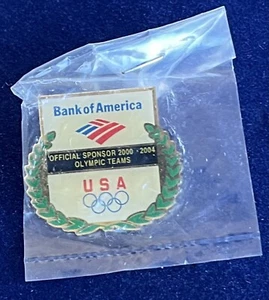 Bank of America
OFFICIAL SPONSOR 2000 - 2004
OLYMPIC TEAMS
USA